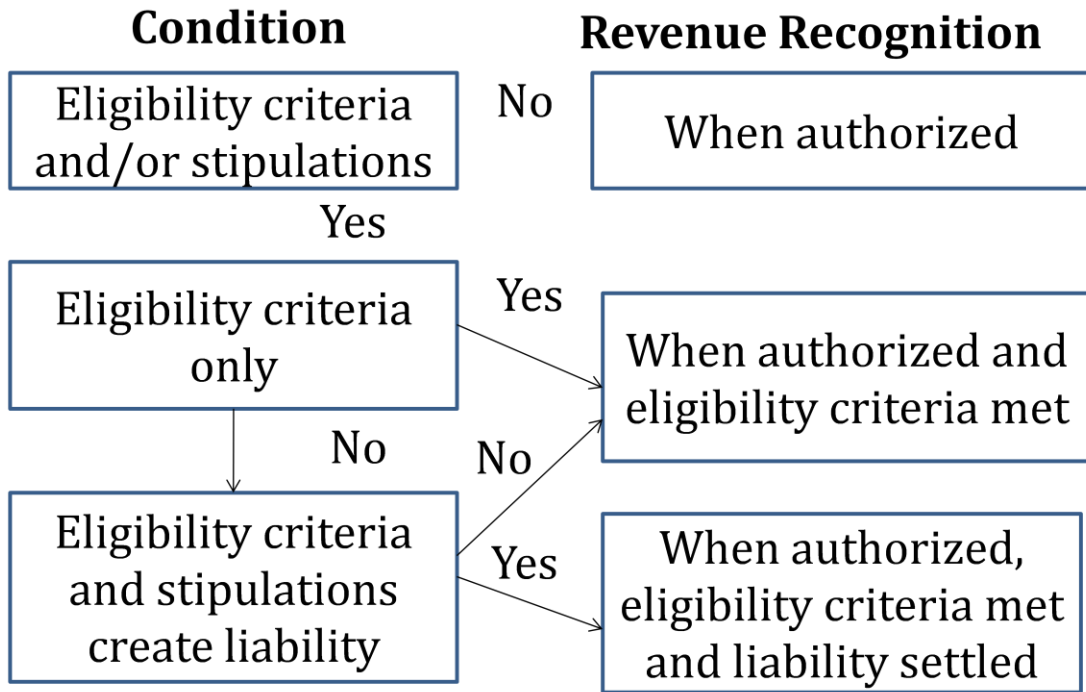 Condition
Revenue Recognition
Eligibility criteria
and/or stipulations
No
When authorized
Yes
Eligibility criteria
only
Yes
When authorized and
eligibility criteria met
No
No
Eligibility criteria
and stipulations
create liability
Yes
When authorized,
eligibility criteria met
and liability settled